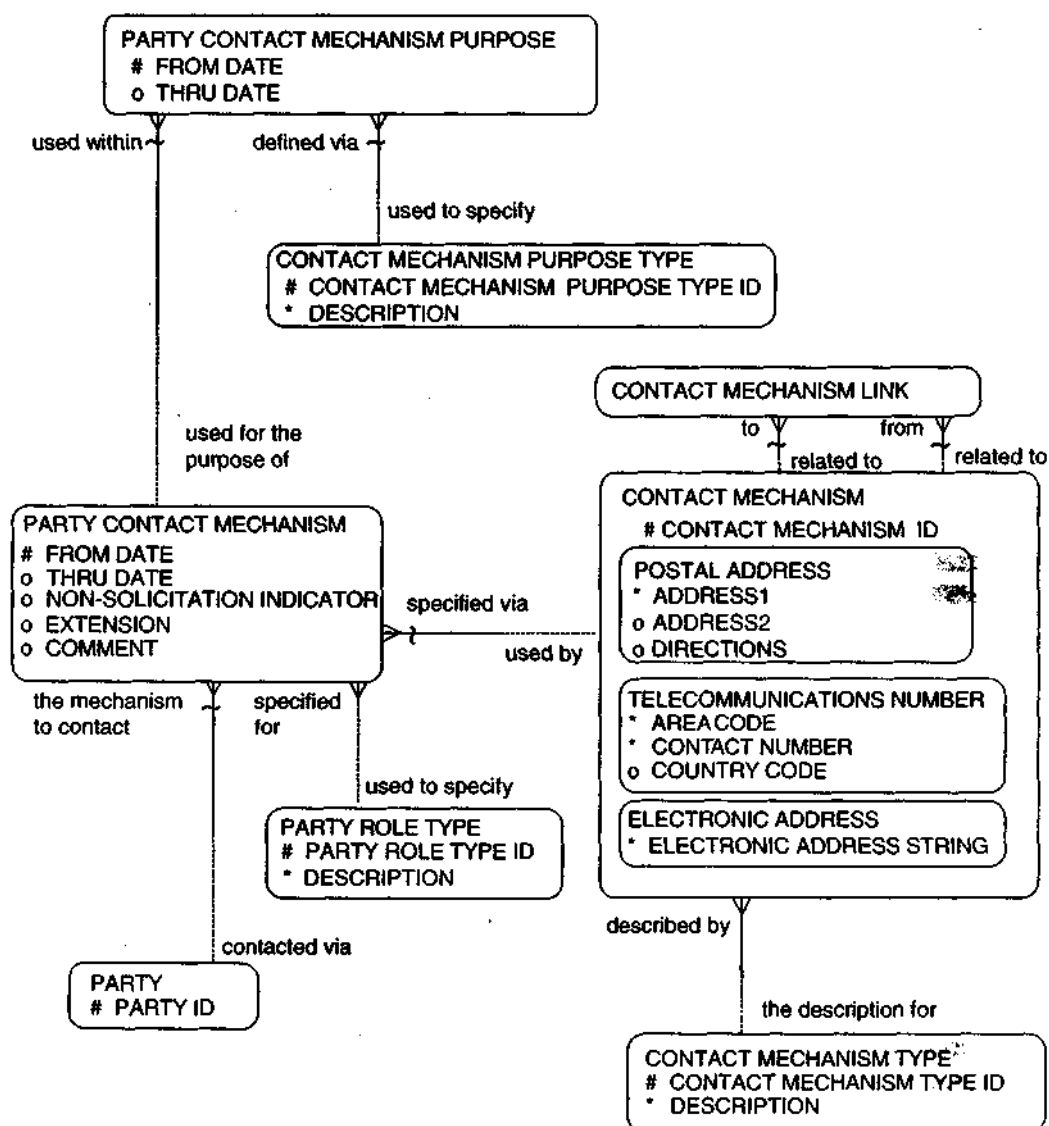 PARTY CONTACT MECHANISM PURPOSE
# FROM DATE
o THRU DATE
used within
defined via
used to specify
CONTACT MECHANISM PURPOSE TYPE
# CONTACT MECHANISM PURPOSE TYPE ID
* DESCRIPTION
CONTACT MECHANISM LINK
to
from
related to
related to
used for the
purpose of
CONTACT MECHANISM
# CONTACT MECHANISM ID
POSTAL ADDRESS
* ADDRESS1
o ADDRESS2
o DIRECTIONS
TELECOMMUNICATIONS NUMBER
* AREA CODE
* CONTACT NUMBER
o COUNTRY CODE
ELECTRONIC ADDRESS
* ELECTRONIC ADDRESS STRING
PARTY CONTACT MECHANISM
# FROM DATE
o THRU DATE
o NON-SOLICITATION INDICATOR
o EXTENSION
o COMMENT
specified via
used by
the mechanism
to contact
specified
for
used to specify
PARTY ROLE TYPE
# PARTY ROLE TYPE ID
* DESCRIPTION
described by
contacted via
PARTY
# PARTY ID
the description for
CONTACT MECHANISM TYPE
# CONTACT MECHANISM TYPE ID
* DESCRIPTION